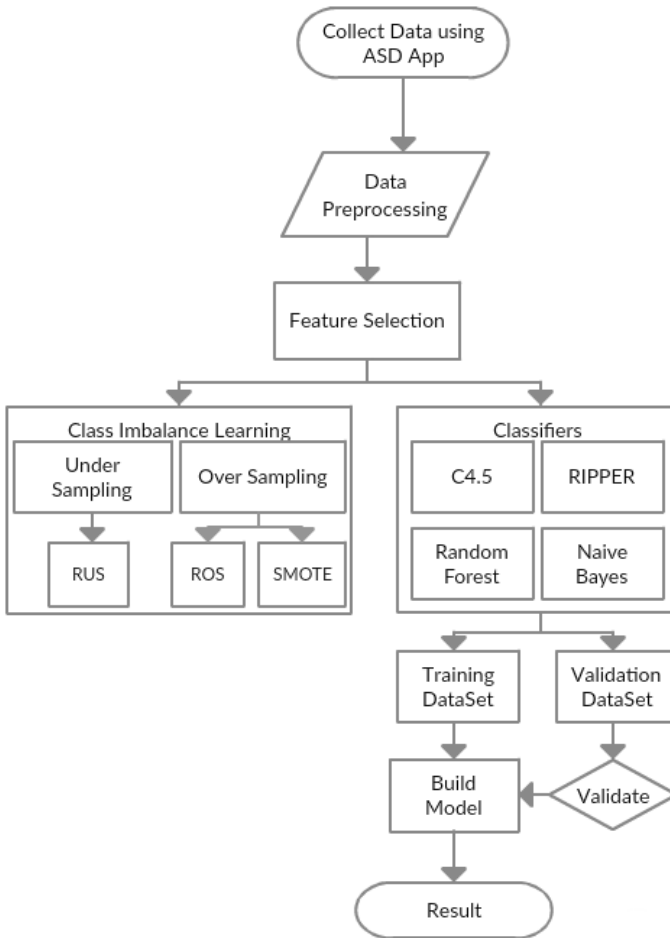 Collect Data using
ASD App
Data
Preprocessing
Feature Selection
Class Imbalance Learning
Under
Sampling
Over Sampling
RUS
ROS
SMOTE
Classifiers
C4.5
RIPPER
Random
Forest
Naive
Bayes
Training
DataSet
Validation
DataSet
Build
Model
Validate
Result